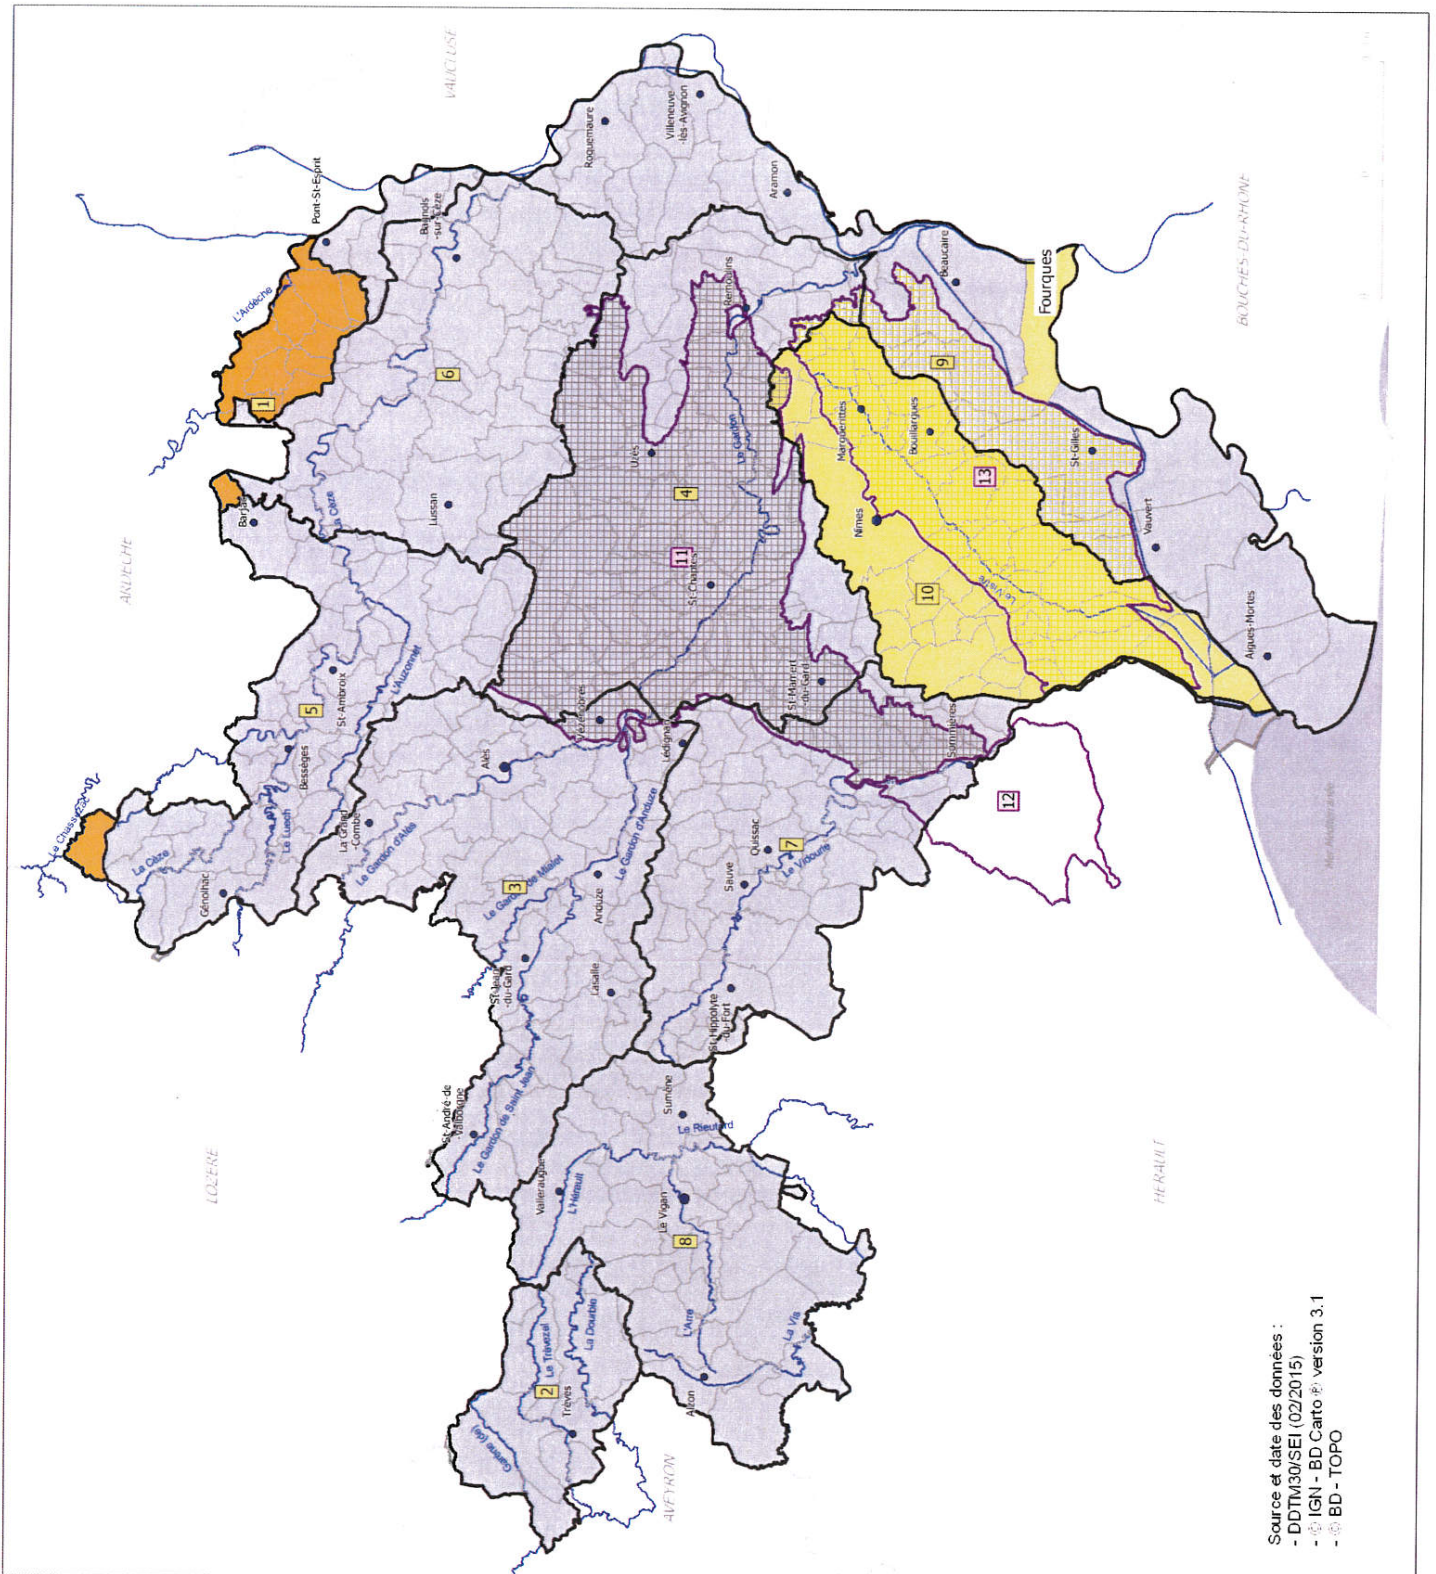 LOZERE
ARDECHE
VAUCLUSE
AVEYRON
HERAULT
BOUCHES-DU-RHONE
Le Chassezac
La Cèze
Génolhac
Le Luech
Bessèges
5
St-Ambroix
L'Auzonnet
Barjac
La Cèze
1
L'Ardèche
Pont-St-Esprit
Bagnols
-sur-Cèze
6
Lussan
Roquemaure
Villeneuve
-lès-Avignon
Aramon
La Grand
-Combe
Alès
Le Gardon d'Alès
3
Le Gardon de Mialet
St-Jean
-du-Gard
Anduze
Le Gardon d'Anduze
Lasalle
St-André-de
-Valborgne
Le Gardon de Saint Jean
Vézénobres
Lédignan
Uzès
4
11
St-Chaptes
Le Gardon
Remoulins
St-Mamert
-du-Gard
Sommières
12
Quissac
7
Le Vidourle
Sauve
St-Hippolyte
-du-Fort
Sumène
Le Rieutord
Valleraugue
L'Hérault
Le Vigan
8
L'Arre
La Vis
Alzon
Le Trévezel
2
La Dourbie
Trèves
Garène (de)
Marguerittes
Bouillargues
Nîmes
10
13
9
Le Vistre
Beaucaire
Fourques
St-Gilles
Vauvert
Aigues-Mortes
Source et date des données :
- DDTM30/SEI (02/2015)
- © IGN - BD Carto ® version 3.1
- © BD - TOPO